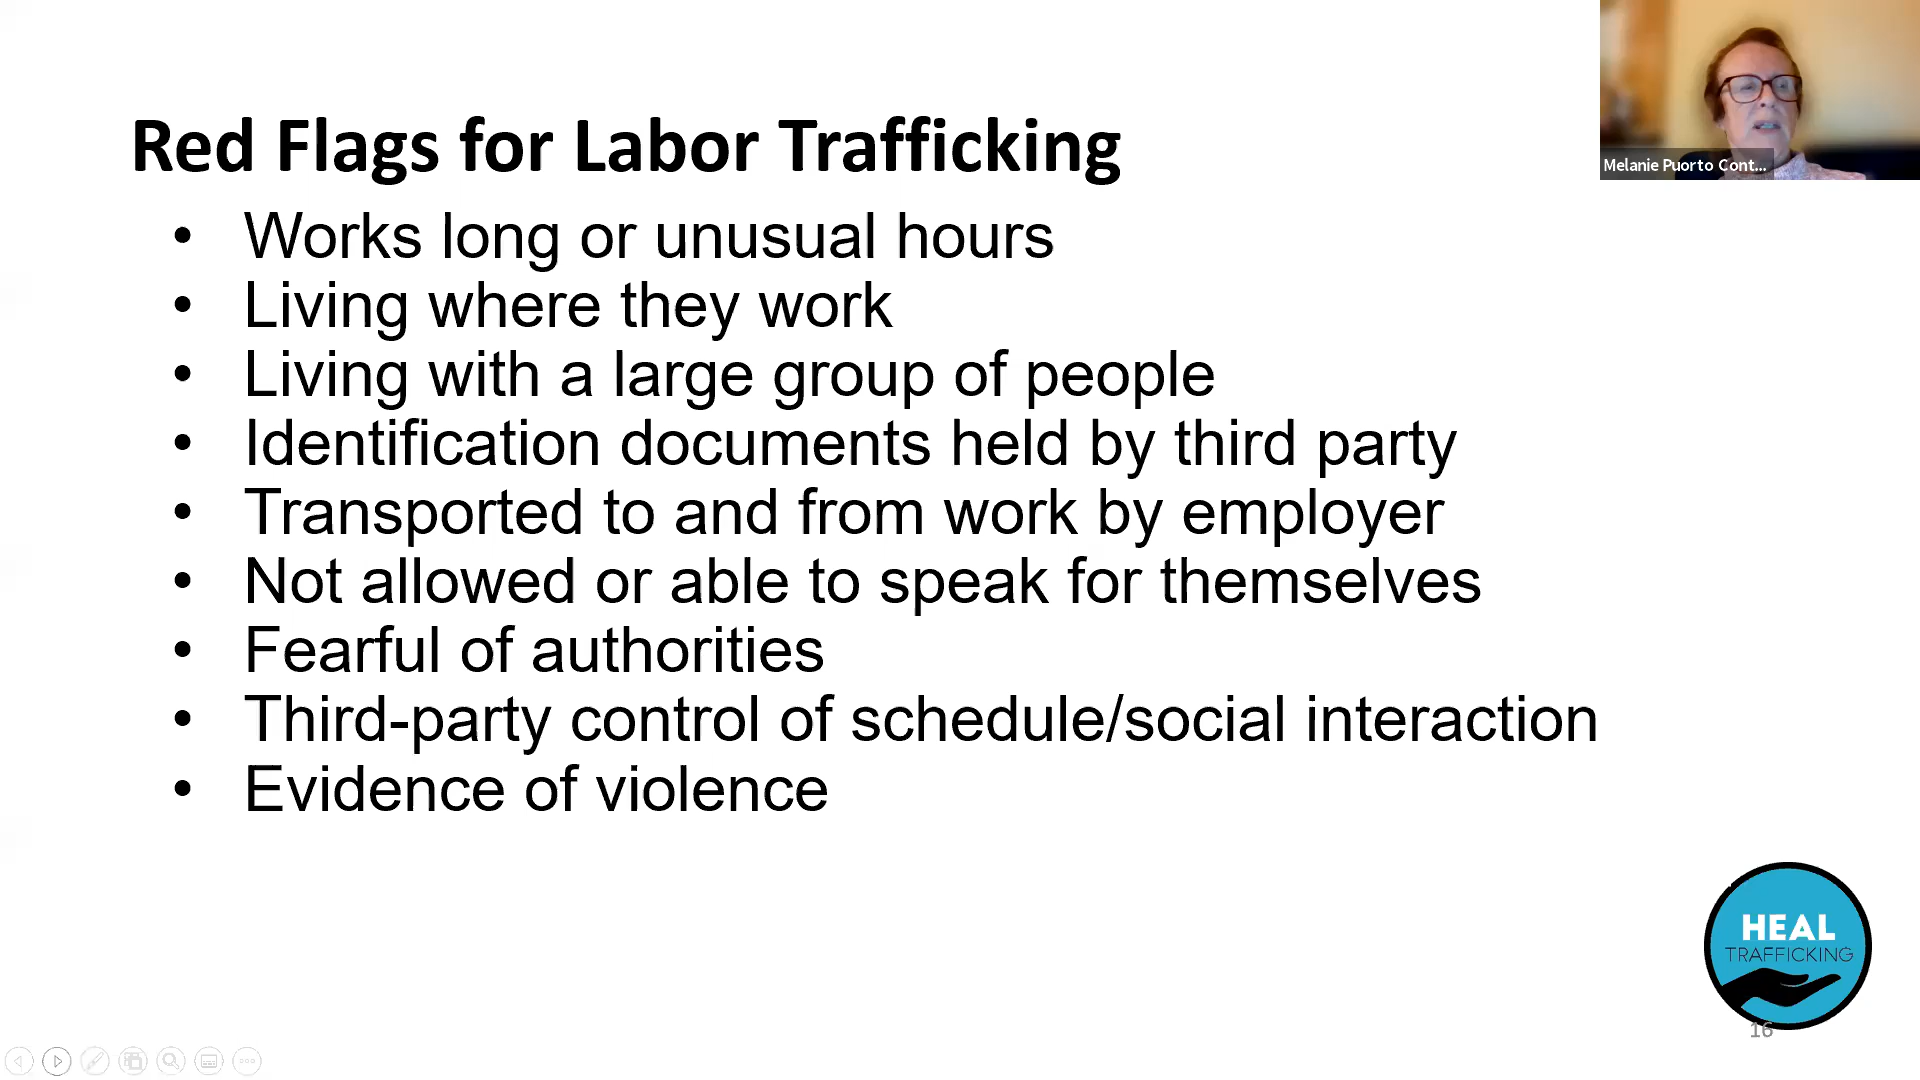 Melanie Puorto Cont...
Red Flags for Labor Trafficking
• Works long or unusual hours
• Living where they work
• Living with a large group of people
• Identification documents held by third party
• Transported to and from work by employer
• Not allowed or able to speak for themselves
• Fearful of authorities
• Third-party control of schedule/social interaction
• Evidence of violence
HEAL
TRAFFICKING
16